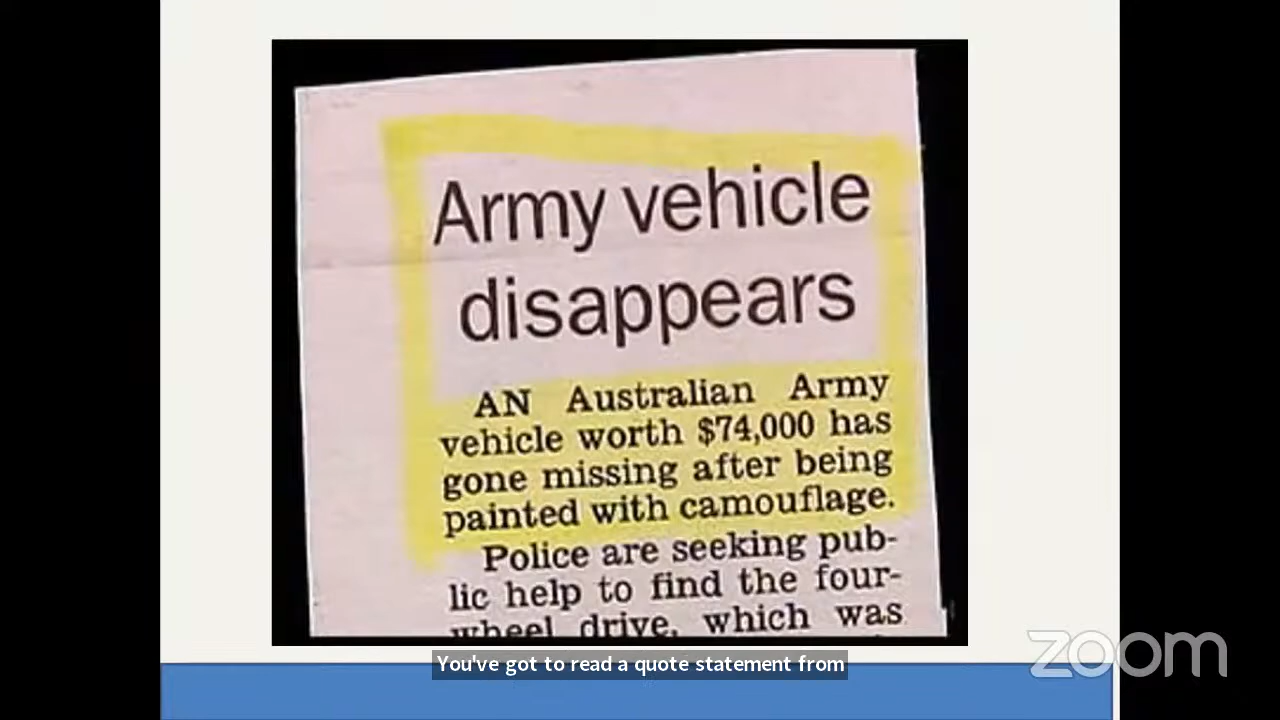 Army vehicle
disappears
AN Australian Army
vehicle worth $74,000 has
gone missing after being
painted with camouflage.
Police are seeking pub-
lic help to find the four-
wheel drive, which was
You've got to read a quote statement from
zoom